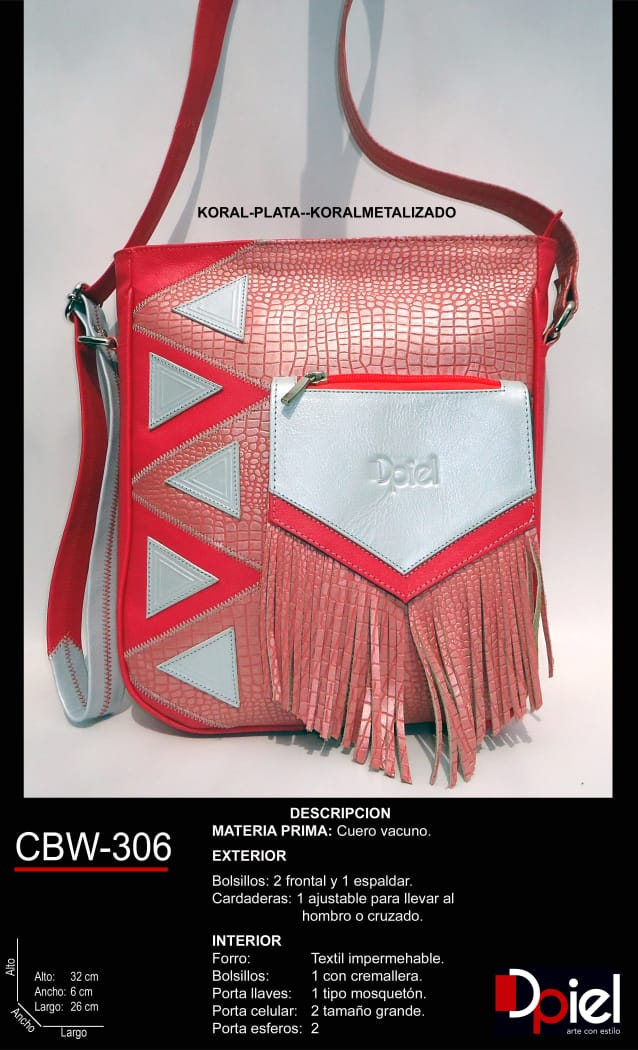 KORAL-PLATA--KORALMETALIZADO
Dpiel
DESCRIPCION
MATERIA PRIMA: Cuero vacuno.
CBW-306
EXTERIOR
Bolsillos: 2 frontal y 1 espaldar.
Cardaderas: 1 ajustable para llevar al
hombro o cruzado.
INTERIOR
Forro: Textil impermehable.
Bolsillos: 1 con cremallera.
Porta llaves: 1 tipo mosquetón.
Porta celular: 2 tamaño grande.
Porta esferos: 2
Alto
Ancho
Largo
Alto: 32 cm
Ancho: 6 cm
Largo: 26 cm
Dpiel
arte con estilo